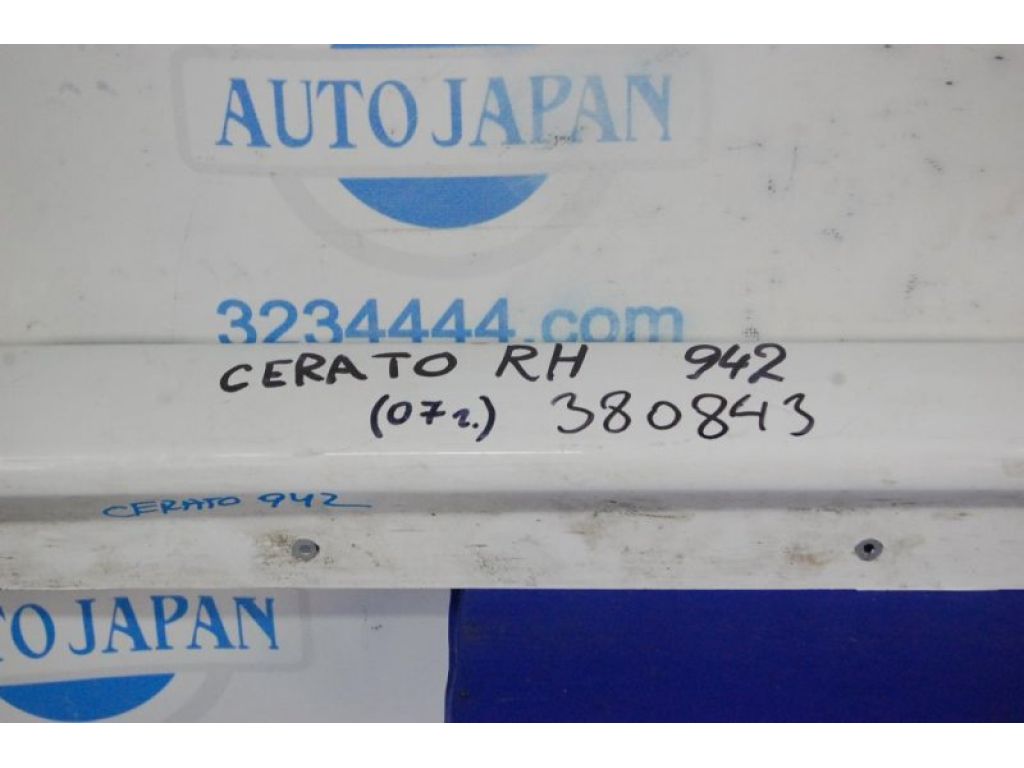 AUTO JAPAN
3234444.com
CERATO RH 942
(07г.) 380843
CERATO 942
TO JAPAN